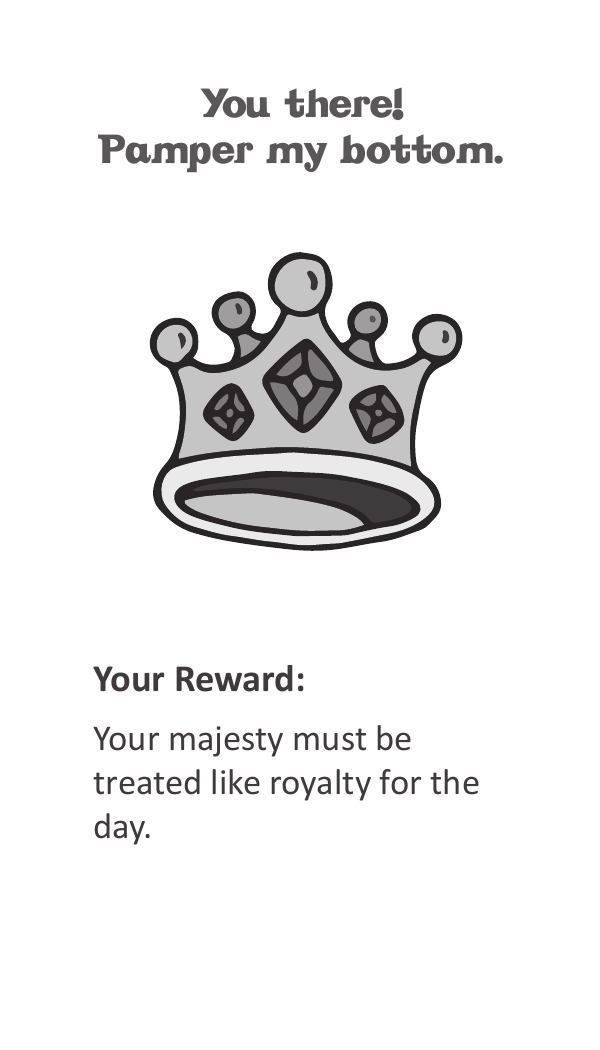 You there!
Pamper my bottom.
Your Reward:
Your majesty must be
treated like royalty for the
day.